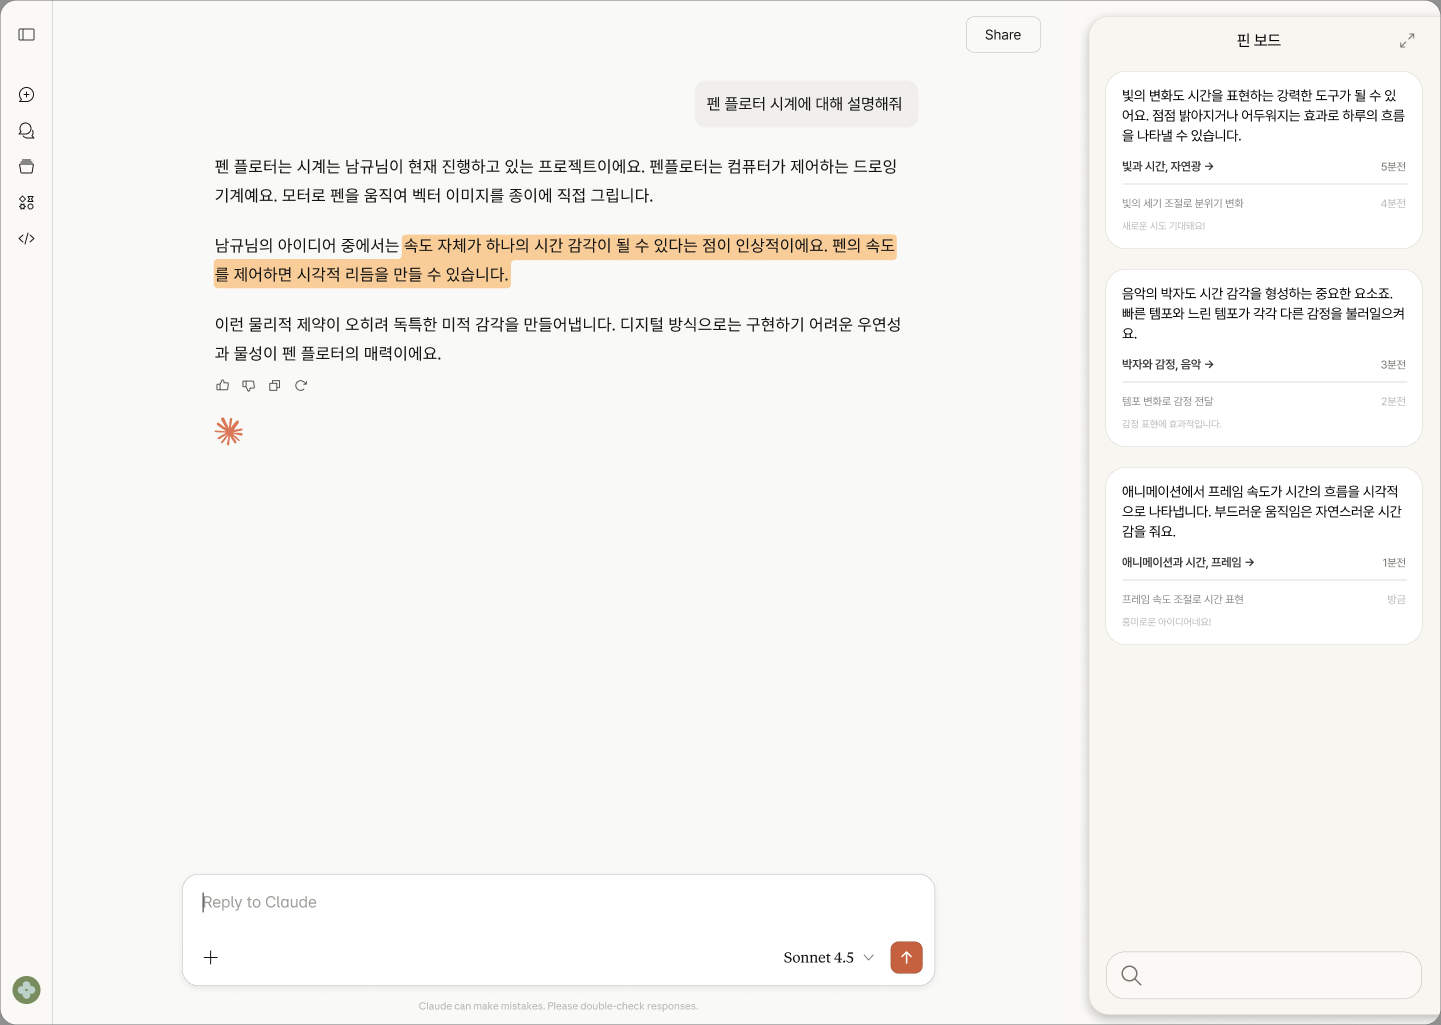 Share
펜 플로터 시계에 대해 설명해줘
펜 플로터는 시계는 남규님이 현재 진행하고 있는 프로젝트이에요. 펜플로터는 컴퓨터가 제어하는 드로잉
기계예요. 모터로 펜을 움직여 벡터 이미지를 종이에 직접 그립니다.
남규님의 아이디어 중에서는 속도 자체가 하나의 시간 감각이 될 수 있다는 점이 인상적이에요. 펜의 속도
를 제어하면 시각적 리듬을 만들 수 있습니다.
이런 물리적 제약이 오히려 독특한 미적 감각을 만들어냅니다. 디지털 방식으로는 구현하기 어려운 우연성
과 물성이 펜 플로터의 매력이에요.
Reply to Claude
Sonnet 4.5
Claude can make mistakes. Please double-check responses.
핀 보드
빛의 변화도 시간을 표현하는 강력한 도구가 될 수 있
어요. 점점 밝아지거나 어두워지는 효과로 하루의 흐름
을 나타낼 수 있습니다.
빛과 시간, 자연광 → 5분전
빛의 세기 조절로 분위기 변화 4분전
새로운 시도 기대돼요!
음악의 박자도 시간 감각을 형성하는 중요한 요소죠.
빠른 템포와 느린 템포가 각각 다른 감정을 불러일으켜
요.
박자와 감정, 음악 → 3분전
템포 변화로 감정 전달 2분전
감정 표현에 효과적입니다.
애니메이션에서 프레임 속도가 시간의 흐름을 시각적
으로 나타냅니다. 부드러운 움직임은 자연스러운 시간
감을 줘요.
애니메이션과 시간, 프레임 → 1분전
프레임 속도 조절로 시간 표현 방금
흥미로운 아이디어네요!